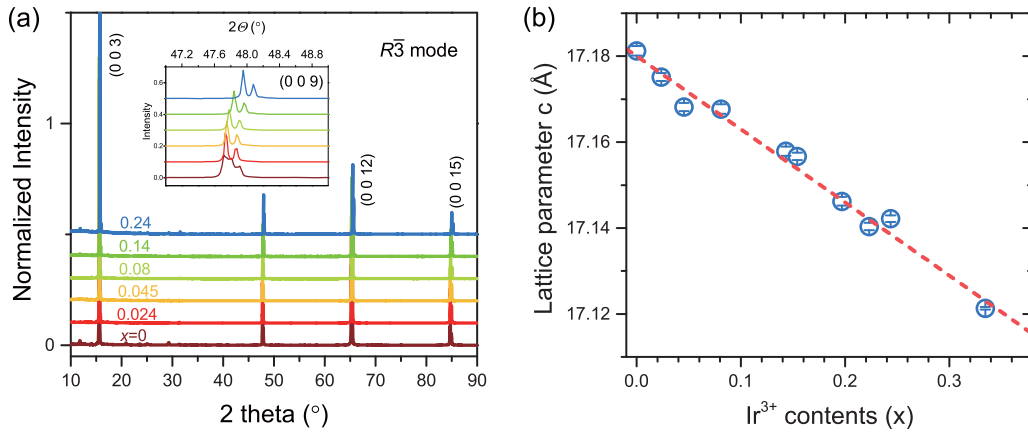 (a)
2Θ (°)
47.2 47.6 48.0 48.4 48.8
R3̅ mode
(0 0 3)
(0 0 9)
Intensity
0.6
0.4
0.2
0.0
1
0
Normalized Intensity
(0 0 12)
(0 0 15)
0.24
0.14
0.08
0.045
0.024
x=0
10 20 30 40 50 60 70 80 90
2 theta (°)
(b)
Lattice parameter c (Å)
17.18
17.16
17.14
17.12
0.0 0.1 0.2 0.3
Ir³⁺ contents (x)